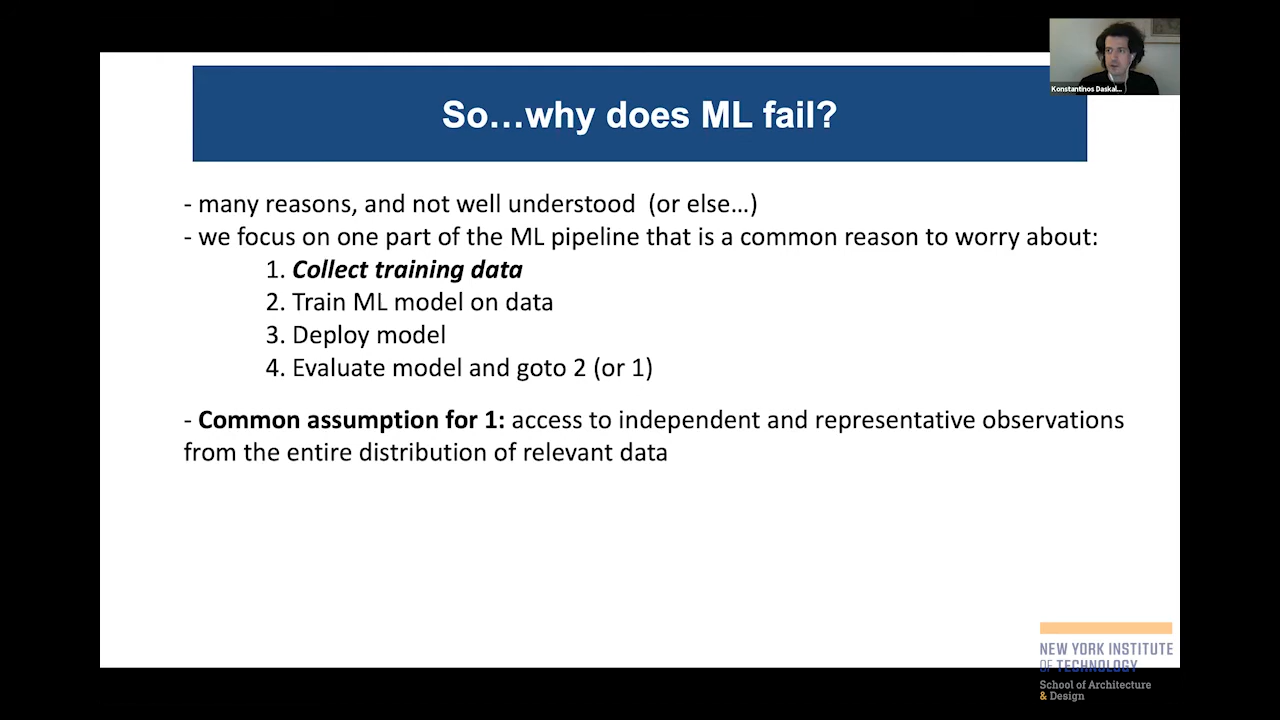 Konstantinos Daskal...
So...why does ML fail?
- many reasons, and not well understood (or else...)
- we focus on one part of the ML pipeline that is a common reason to worry about:
1. Collect training data
2. Train ML model on data
3. Deploy model
4. Evaluate model and goto 2 (or 1)
- Common assumption for 1: access to independent and representative observations
from the entire distribution of relevant data
NEW YORK INSTITUTE
OF TECHNOLOGY
School of Architecture
& Design